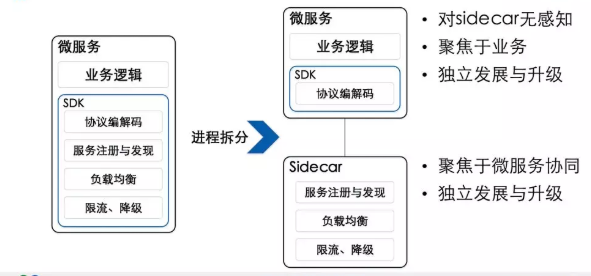 微服务
业务逻辑
SDK
协议编解码
服务注册与发现
负载均衡
限流、降级
进程拆分
微服务
业务逻辑
SDK
协议编解码
Sidecar
服务注册与发现
负载均衡
限流、降级
• 对sidecar无感知
• 聚焦于业务
• 独立发展与升级
• 聚焦于微服务协同
• 独立发展与升级